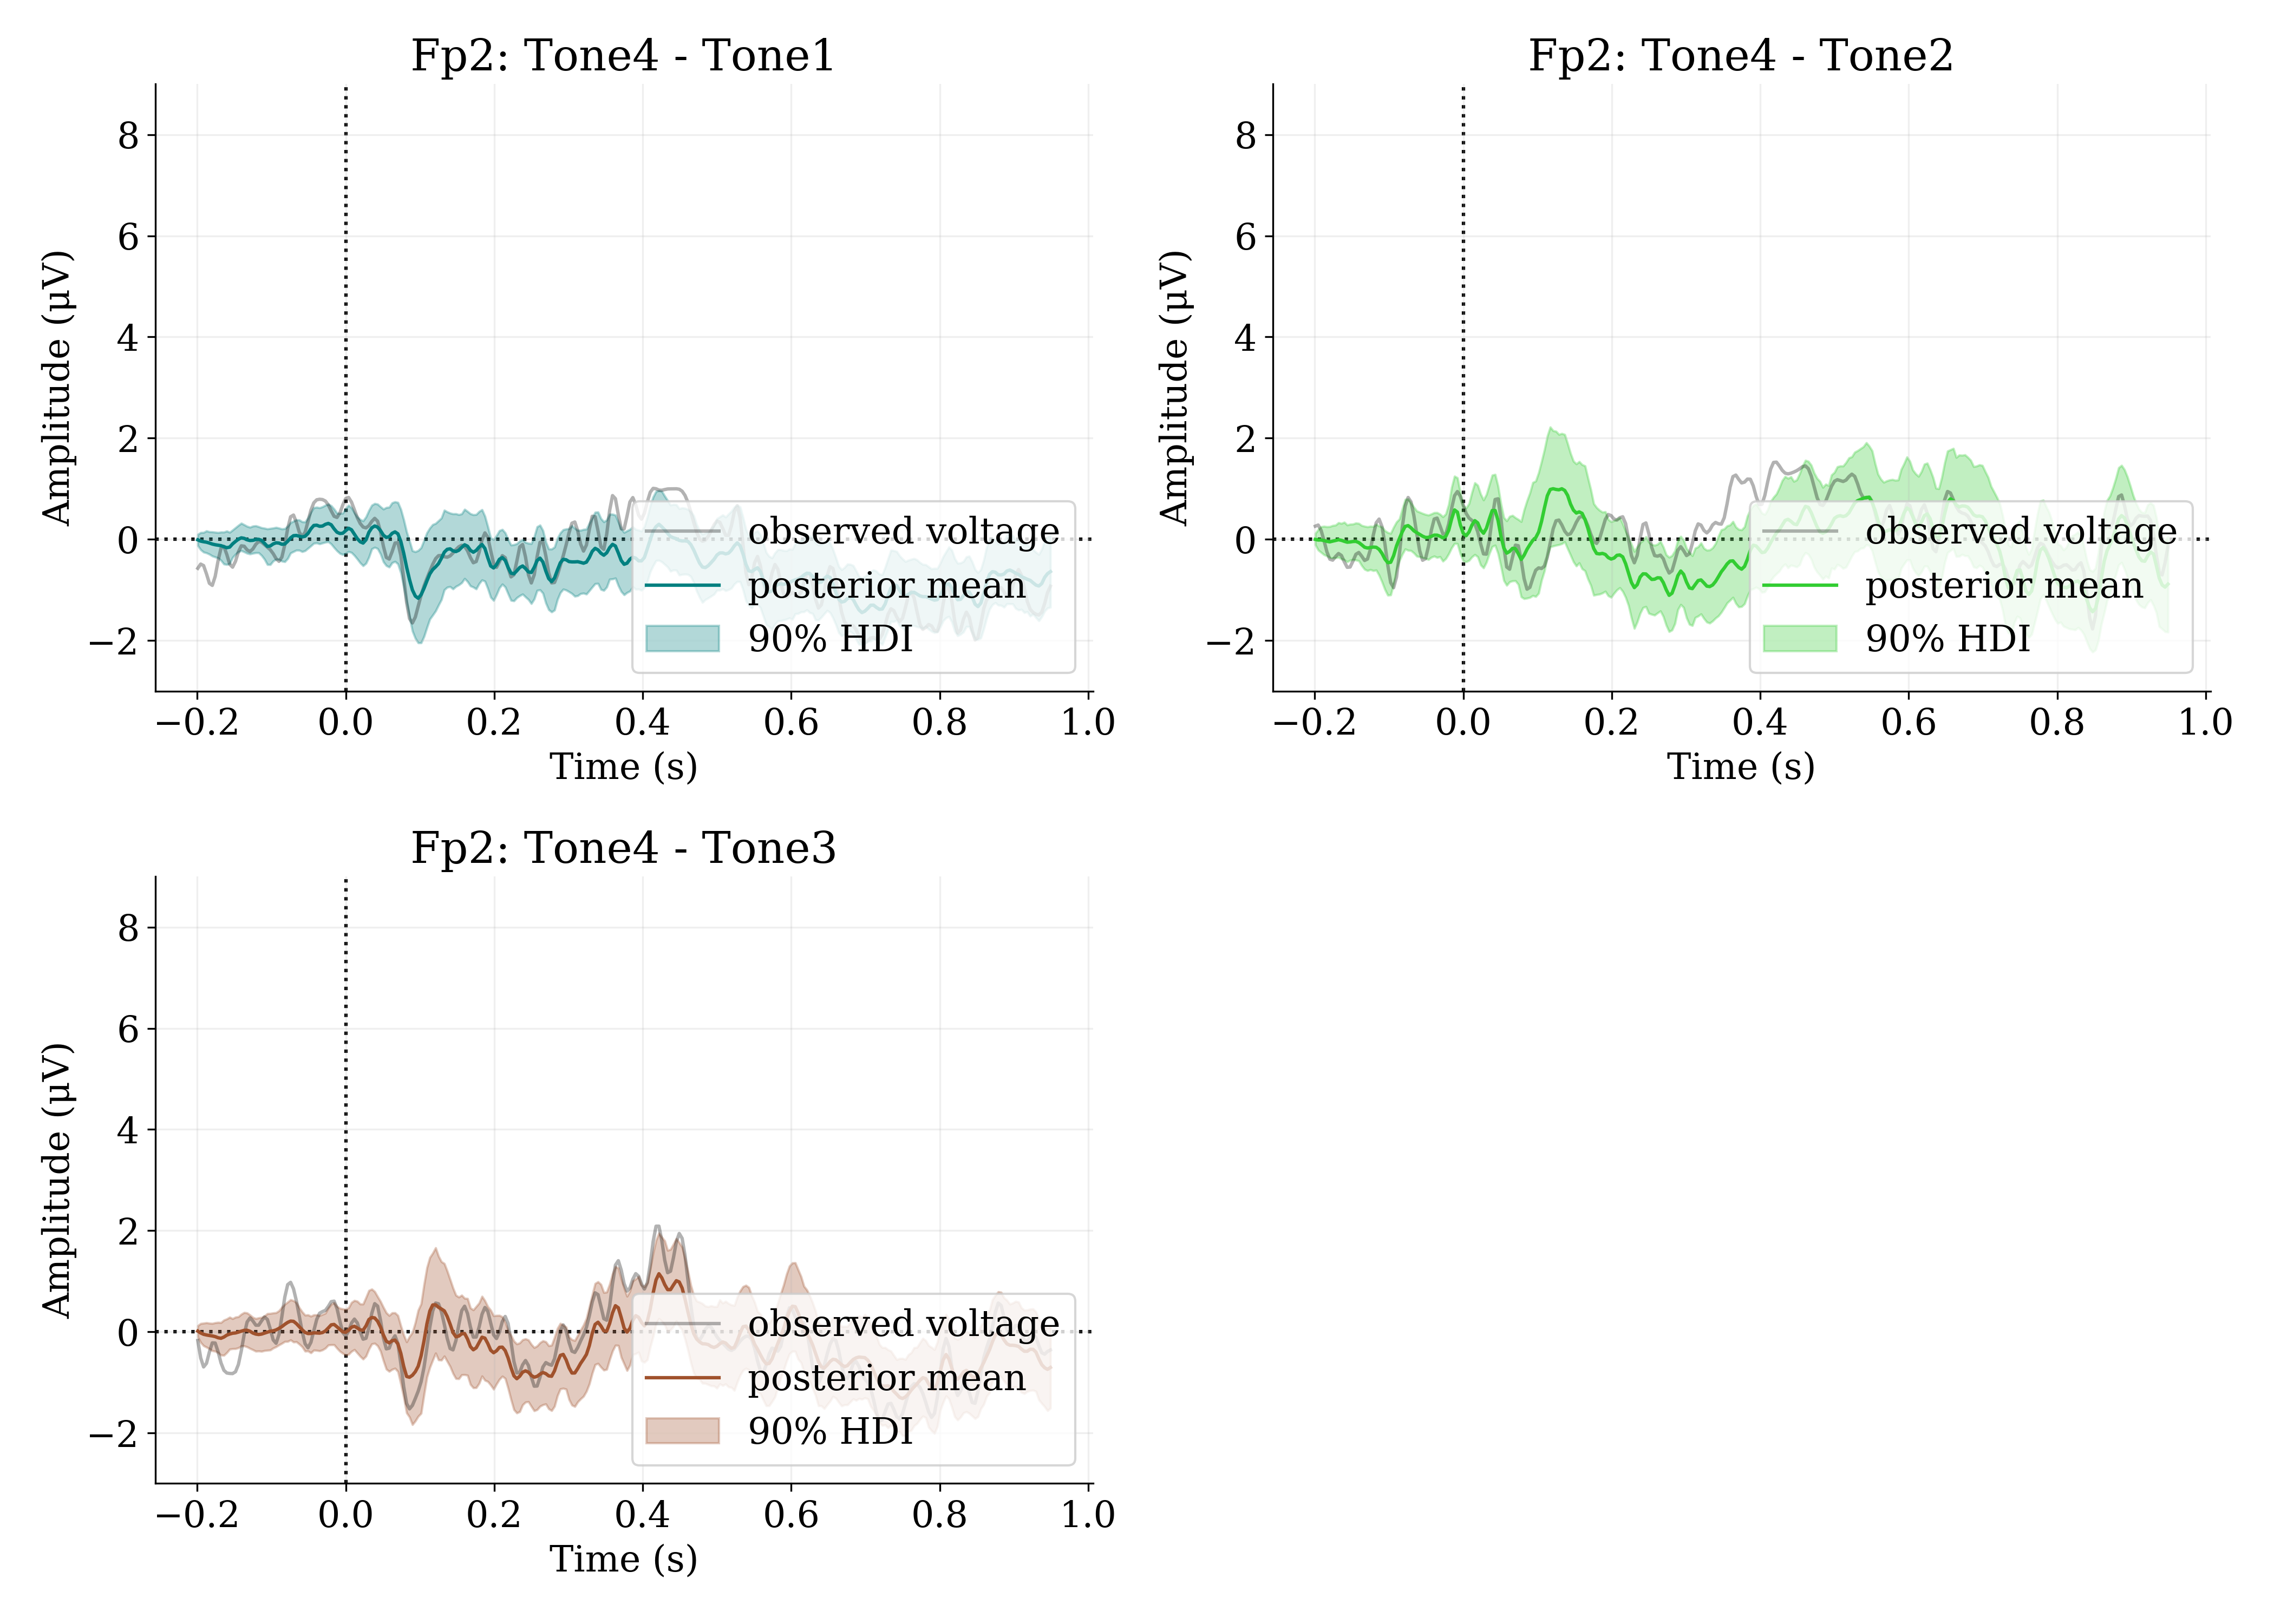 Fp2: Tone4 - Tone1
Amplitude (μV)
8
6
4
2
0
−2
observed voltage
posterior mean
90% HDI
−0.2 0.0 0.2 0.4 0.6 0.8 1.0
Time (s)
Fp2: Tone4 - Tone2
Amplitude (μV)
8
6
4
2
0
−2
observed voltage
posterior mean
90% HDI
−0.2 0.0 0.2 0.4 0.6 0.8 1.0
Time (s)
Fp2: Tone4 - Tone3
Amplitude (μV)
8
6
4
2
0
−2
observed voltage
posterior mean
90% HDI
−0.2 0.0 0.2 0.4 0.6 0.8 1.0
Time (s)